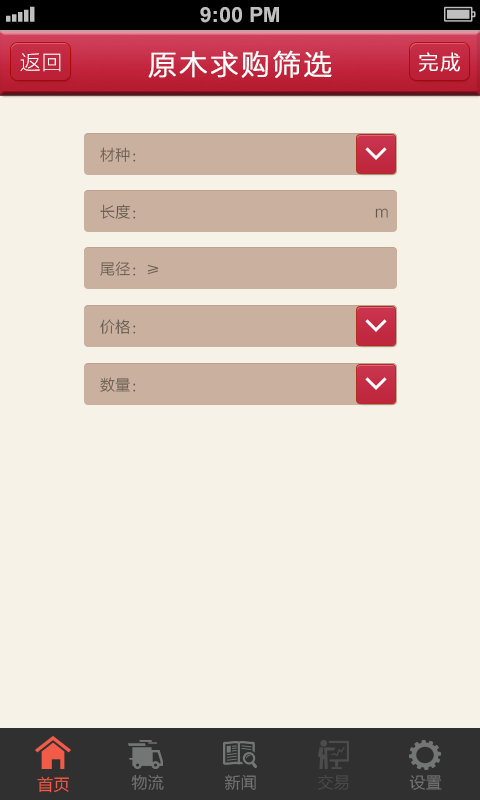 9:00 PM
返回
原木求购筛选
完成
材种：
长度： m
尾径：≥
价格：
数量：
首页 物流 新闻 交易 设置